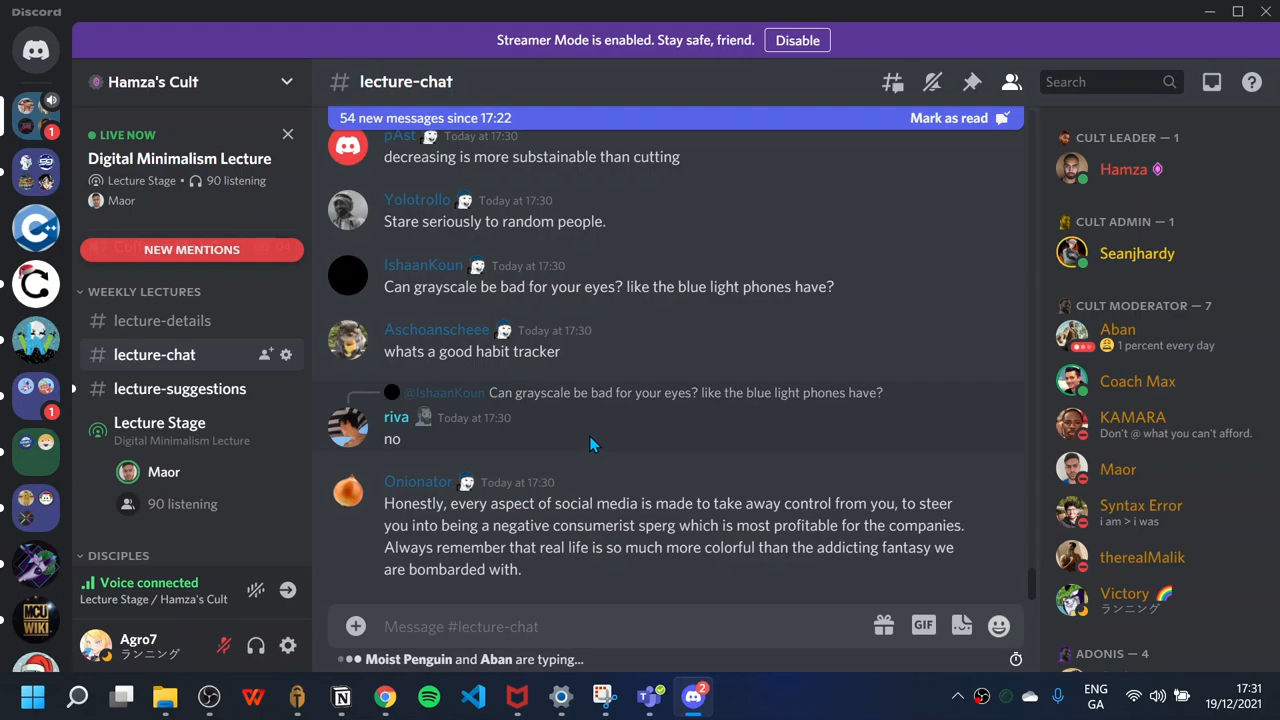 Discord
Streamer Mode is enabled. Stay safe, friend.
Disable
Hamza's Cult
lecture-chat
Search
LIVE NOW
Digital Minimalism Lecture
Lecture Stage • 90 listening
Maor
NEW MENTIONS
WEEKLY LECTURES
lecture-details
lecture-chat
lecture-suggestions
Lecture Stage
Digital Minimalism Lecture
Maor
90 listening
DISCIPLES
Voice connected
Lecture Stage / Hamza's Cult
Agro7
ランニング
1
1
MCU
WIKI
54 new messages since 17:22
Mark as read
pAst Today at 17:30
decreasing is more substainable than cutting
Yolotrollo Today at 17:30
Stare seriously to random people.
IshaanKoun Today at 17:30
Can grayscale be bad for your eyes? like the blue light phones have?
Aschoanscheee Today at 17:30
whats a good habit tracker
@IshaanKoun Can grayscale be bad for your eyes? like the blue light phones have?
riva Today at 17:30
no
Onionator Today at 17:30
Honestly, every aspect of social media is made to take away control from you, to steer
you into being a negative consumerist sperg which is most profitable for the companies.
Always remember that real life is so much more colorful than the addicting fantasy we
are bombarded with.
Message #lecture-chat
GIF
Moist Penguin and Aban are typing...
CULT LEADER — 1
Hamza
CULT ADMIN — 1
Seanjhardy
CULT MODERATOR — 7
Aban
1 percent every day
Coach Max
KAMARA
Don't @ what you can't afford.
Maor
Syntax Error
i am > i was
therealMalik
Victory
ランニング
ADONIS — 4
2
ENG
GA
17:31
19/12/2021